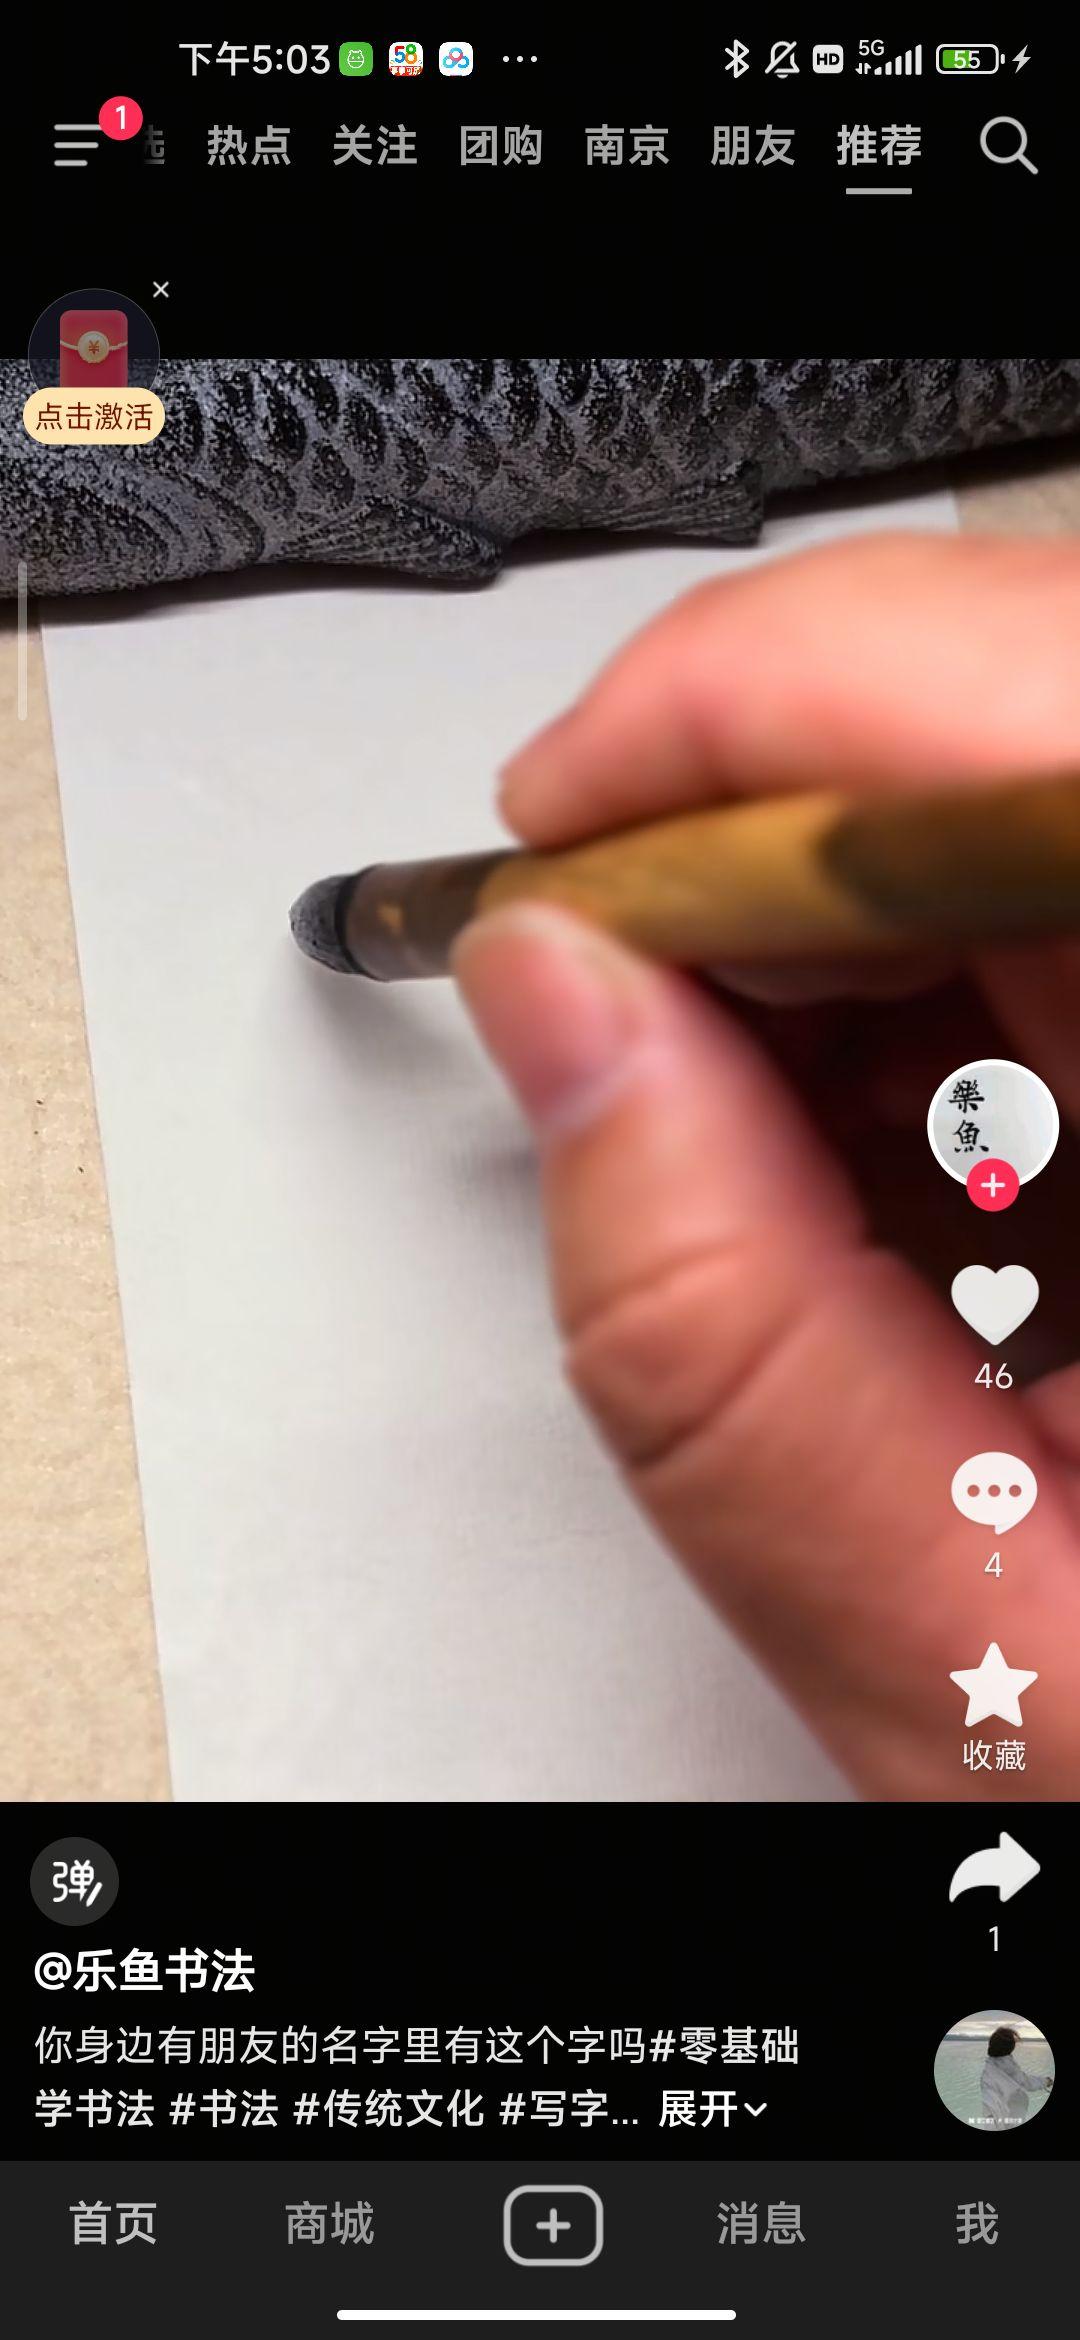 下午5:03
58
HD
5G
55
1
热点 关注 团购 南京 朋友 推荐
点击激活
樂
魚
46
4
收藏
弹
1
@乐鱼书法
你身边有朋友的名字里有这个字吗#零基础
学书法 #书法 #传统文化 #写字... 展开
首页 商城 消息 我